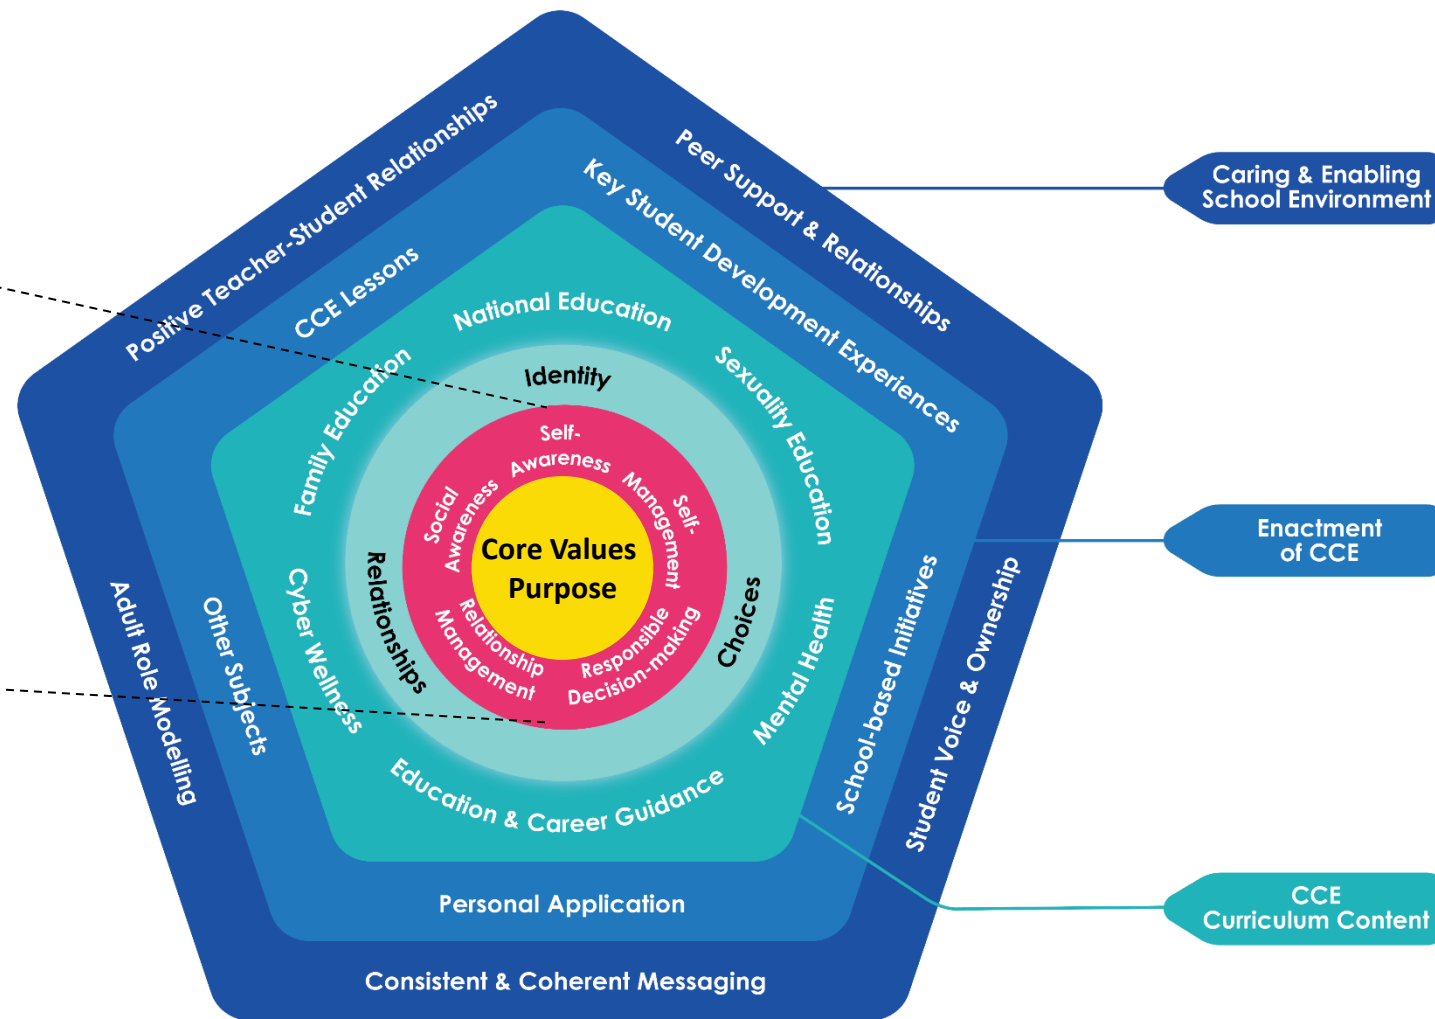 Positive Teacher-Student Relationships
Peer Support & Relationships
Student Voice & Ownership
Consistent & Coherent Messaging
Adult Role Modelling
CCE Lessons
Key Student Development Experiences
School-based Initiatives
Personal Application
Other Subjects
National Education
Sexuality Education
Mental Health
Education & Career Guidance
Cyber Wellness
Family Education
Identity
Choices
Relationships
Self-
Awareness
Self-
Management
Responsible
Decision-making
Relationship
Management
Social
Awareness
Core Values
Purpose
Caring & Enabling
School Environment
Enactment
of CCE
CCE
Curriculum Content